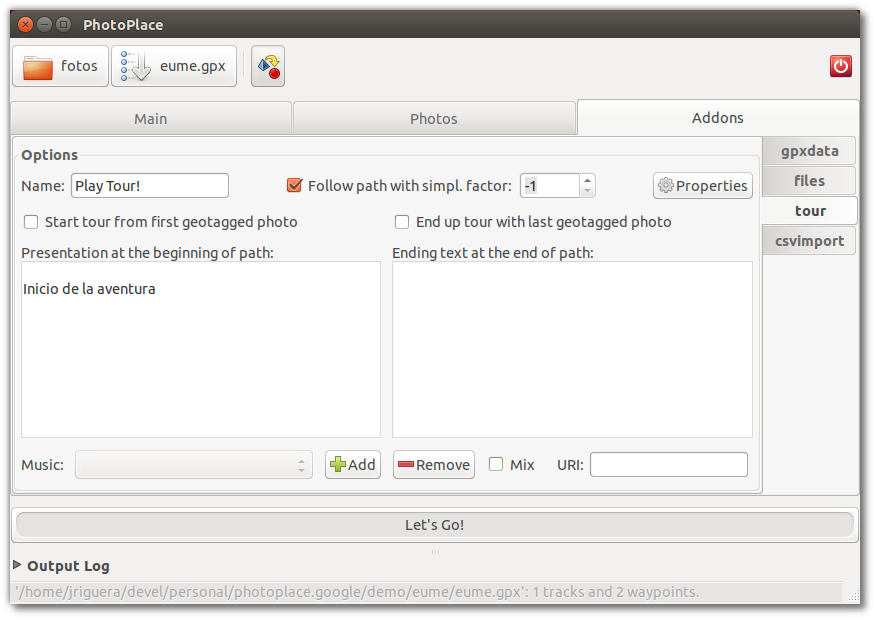 PhotoPlace
fotos
eume.gpx
Main
Photos
Addons
Options
Name: Play Tour!
Follow path with simpl. factor: -1
Properties
Start tour from first geotagged photo
End up tour with last geotagged photo
Presentation at the beginning of path:
Ending text at the end of path:
Inicio de la aventura
Music:
Add
Remove
Mix
URI:
gpxdata
files
tour
csvimport
Let's Go!
Output Log
'/home/jriguera/devel/personal/photoplace.google/demo/eume/eume.gpx': 1 tracks and 2 waypoints.